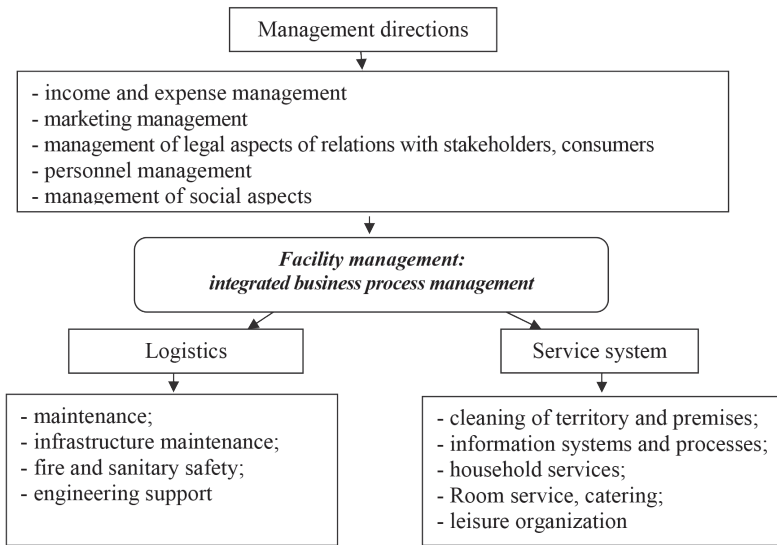 Management directions
- income and expense management
- marketing management
- management of legal aspects of relations with stakeholders, consumers
- personnel management
- management of social aspects
Facility management:
integrated business process management
Logistics
- maintenance;
- infrastructure maintenance;
- fire and sanitary safety;
- engineering support
Service system
- cleaning of territory and premises;
- information systems and processes;
- household services;
- Room service, catering;
- leisure organization